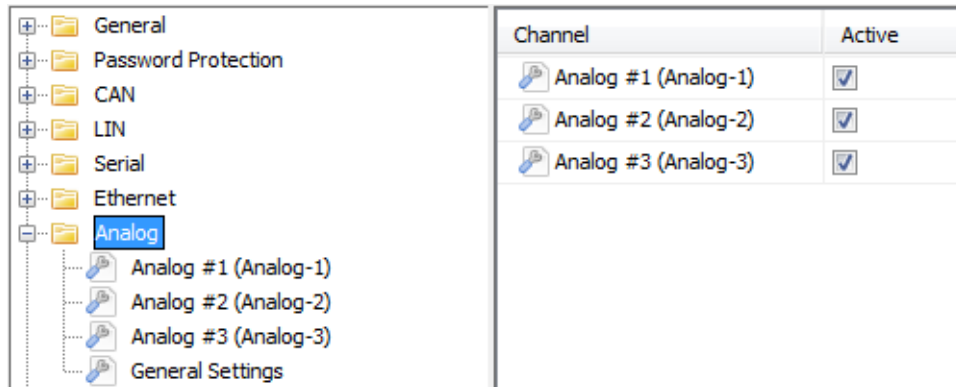 General
Password Protection
CAN
LIN
Serial
Ethernet
Analog
Analog #1 (Analog-1)
Analog #2 (Analog-2)
Analog #3 (Analog-3)
General Settings
Channel Active
Analog #1 (Analog-1)
Analog #2 (Analog-2)
Analog #3 (Analog-3)